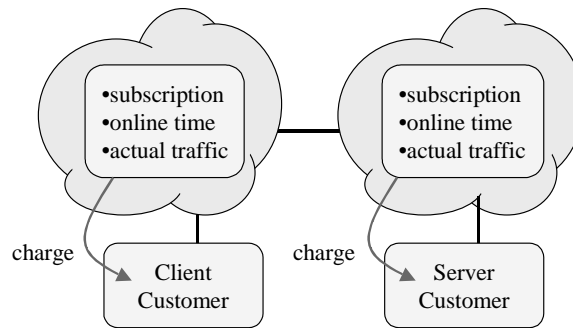 •subscription
•online time
•actual traffic
•subscription
•online time
•actual traffic
charge
Client
Customer
charge
Server
Customer